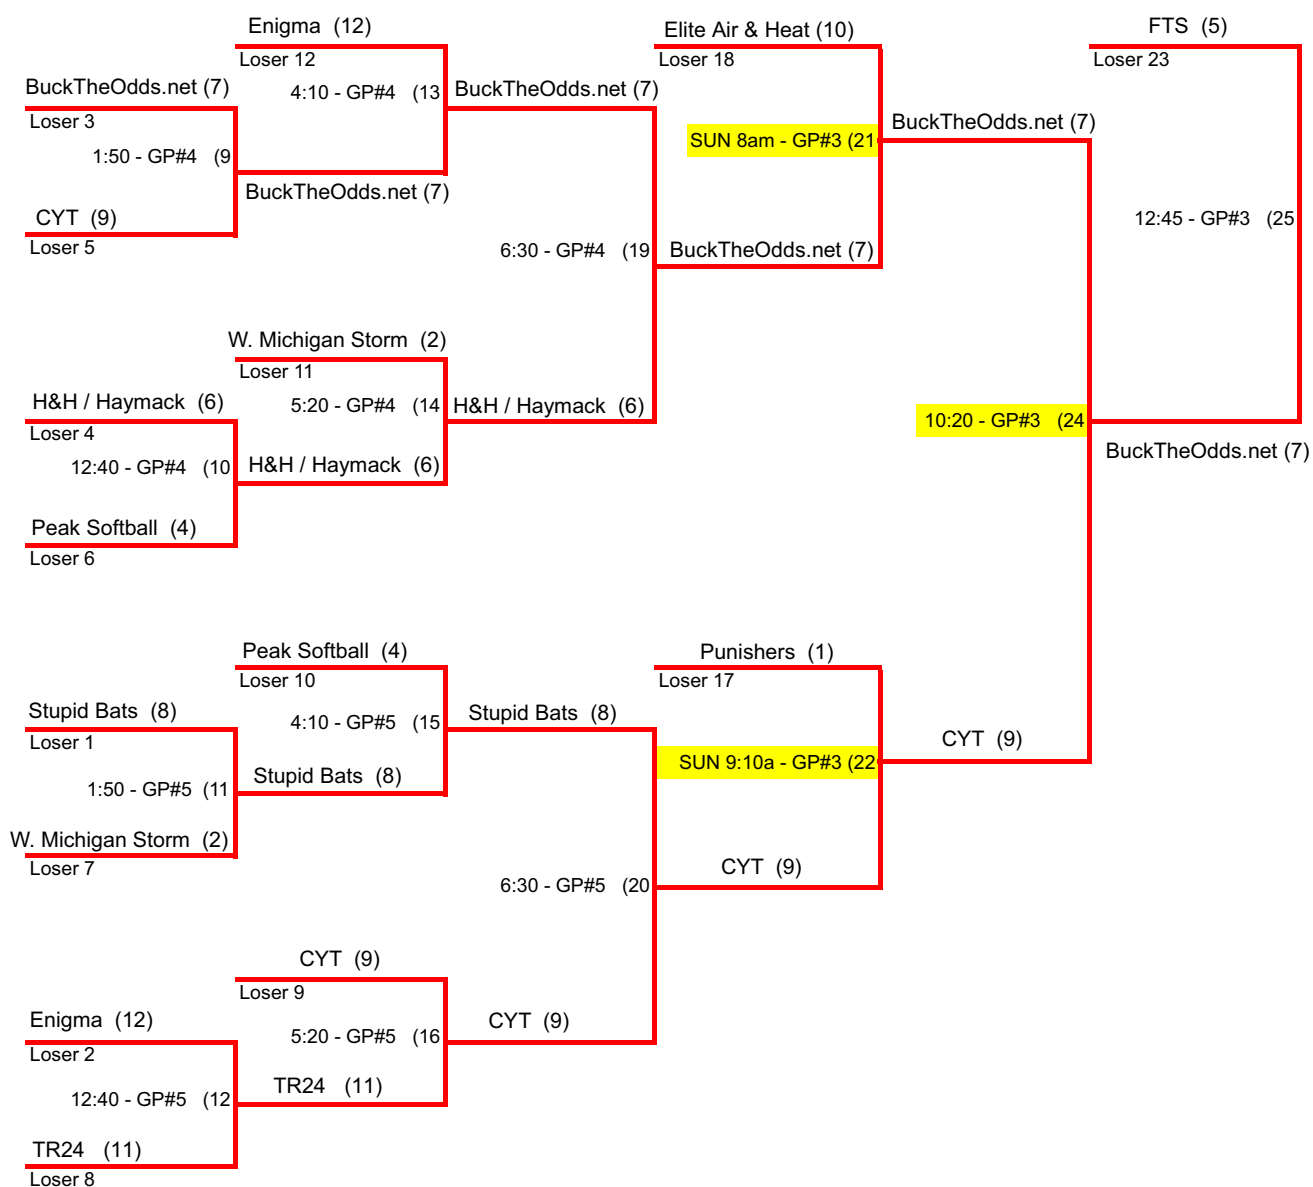 Enigma (12)
Elite Air & Heat (10)
FTS (5)
Loser 12
Loser 18
Loser 23
BuckTheOdds.net (7)
4:10 - GP#4 (13
BuckTheOdds.net (7)
Loser 3
BuckTheOdds.net (7)
SUN 8am - GP#3 (21
1:50 - GP#4 (9
BuckTheOdds.net (7)
CYT (9)
12:45 - GP#3 (25
Loser 5
6:30 - GP#4 (19
BuckTheOdds.net (7)
W. Michigan Storm (2)
Loser 11
H&H / Haymack (6)
5:20 - GP#4 (14
H&H / Haymack (6)
10:20 - GP#3 (24
Loser 4
BuckTheOdds.net (7)
12:40 - GP#4 (10
H&H / Haymack (6)
Peak Softball (4)
Loser 6
Peak Softball (4)
Punishers (1)
Loser 10
Loser 17
Stupid Bats (8)
4:10 - GP#5 (15
Stupid Bats (8)
Loser 1
CYT (9)
SUN 9:10a - GP#3 (22
Stupid Bats (8)
1:50 - GP#5 (11
W. Michigan Storm (2)
Loser 7
CYT (9)
6:30 - GP#5 (20
CYT (9)
Loser 9
Enigma (12)
CYT (9)
5:20 - GP#5 (16
Loser 2
TR24 (11)
12:40 - GP#5 (12
TR24 (11)
Loser 8